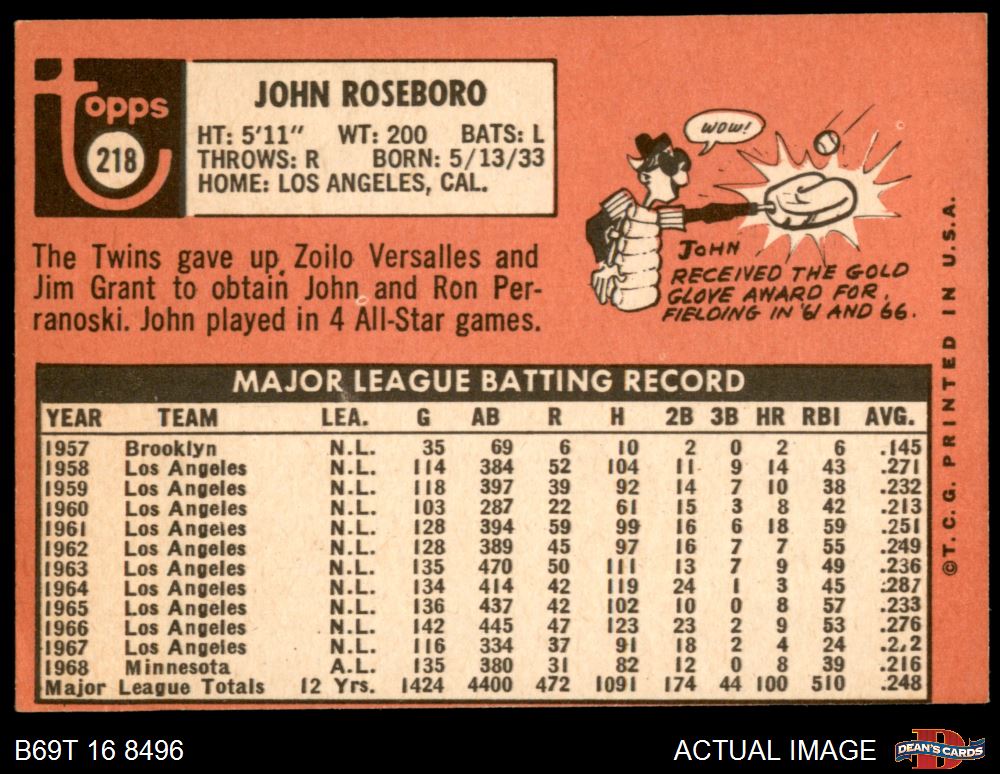 Topps
218
JOHN ROSEBORO
HT: 5'11" WT: 200 BATS: L
THROWS: R BORN: 5/13/33
HOME: LOS ANGELES, CAL.
WOW!
JOHN
RECEIVED THE GOLD
GLOVE AWARD FOR
FIELDING IN '61 AND 66.
The Twins gave up Zoilo Versalles and
Jim Grant to obtain John and Ron Per-
ranoski. John played in 4 All-Star games.
MAJOR LEAGUE BATTING RECORD
YEAR TEAM LEA. G AB R H 2B 3B HR RBI AVG.
1957 Brooklyn N.L. 35 69 6 10 2 0 2 6 .145
1958 Los Angeles N.L. 114 384 52 104 11 9 14 43 .271
1959 Los Angeles N.L. 118 397 39 92 14 7 10 38 .232
1960 Los Angeles N.L. 103 287 22 61 15 3 8 42 .213
1961 Los Angeles N.L. 128 394 59 99 16 6 18 59 .251
1962 Los Angeles N.L. 128 389 45 97 16 7 7 55 .249
1963 Los Angeles N.L. 135 470 50 111 13 7 9 49 .236
1964 Los Angeles N.L. 134 414 42 119 24 1 3 45 .287
1965 Los Angeles N.L. 136 437 42 102 10 0 8 57 .233
1966 Los Angeles N.L. 142 445 47 123 23 2 9 53 .276
1967 Los Angeles N.L. 116 334 37 91 18 2 4 24
1968 Minnesota A.L. 135 380 31 82 12 0 8 39 .216
Major League Totals 12 Yrs. 1424 4400 472 1091 174 44 100 510 .248
©T. C. G. PRINTED IN U.S.A.
B69T 16 8496
ACTUAL IMAGE
DEAN'S CARDS